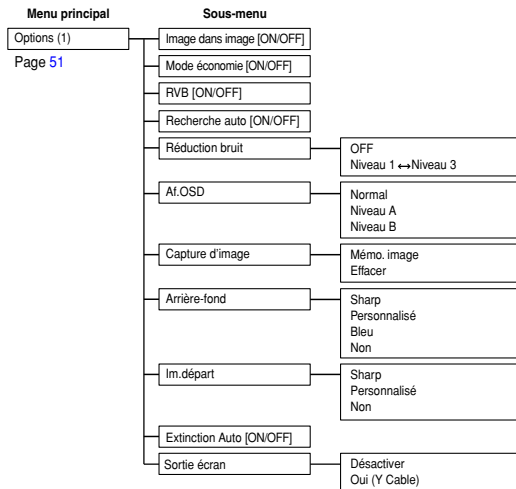 Menu principal
Sous-menu
Options (1)
Page 51
Image dans image [ON/OFF]
Mode économie [ON/OFF]
RVB [ON/OFF]
Recherche auto [ON/OFF]
Réduction bruit
OFF
Niveau 1 ↔Niveau 3
Af.OSD
Normal
Niveau A
Niveau B
Capture d'image
Mémo. image
Effacer
Arrière-fond
Sharp
Personnalisé
Bleu
Non
Im.départ
Sharp
Personnalisé
Non
Extinction Auto [ON/OFF]
Sortie écran
Désactiver
Oui (Y Cable)